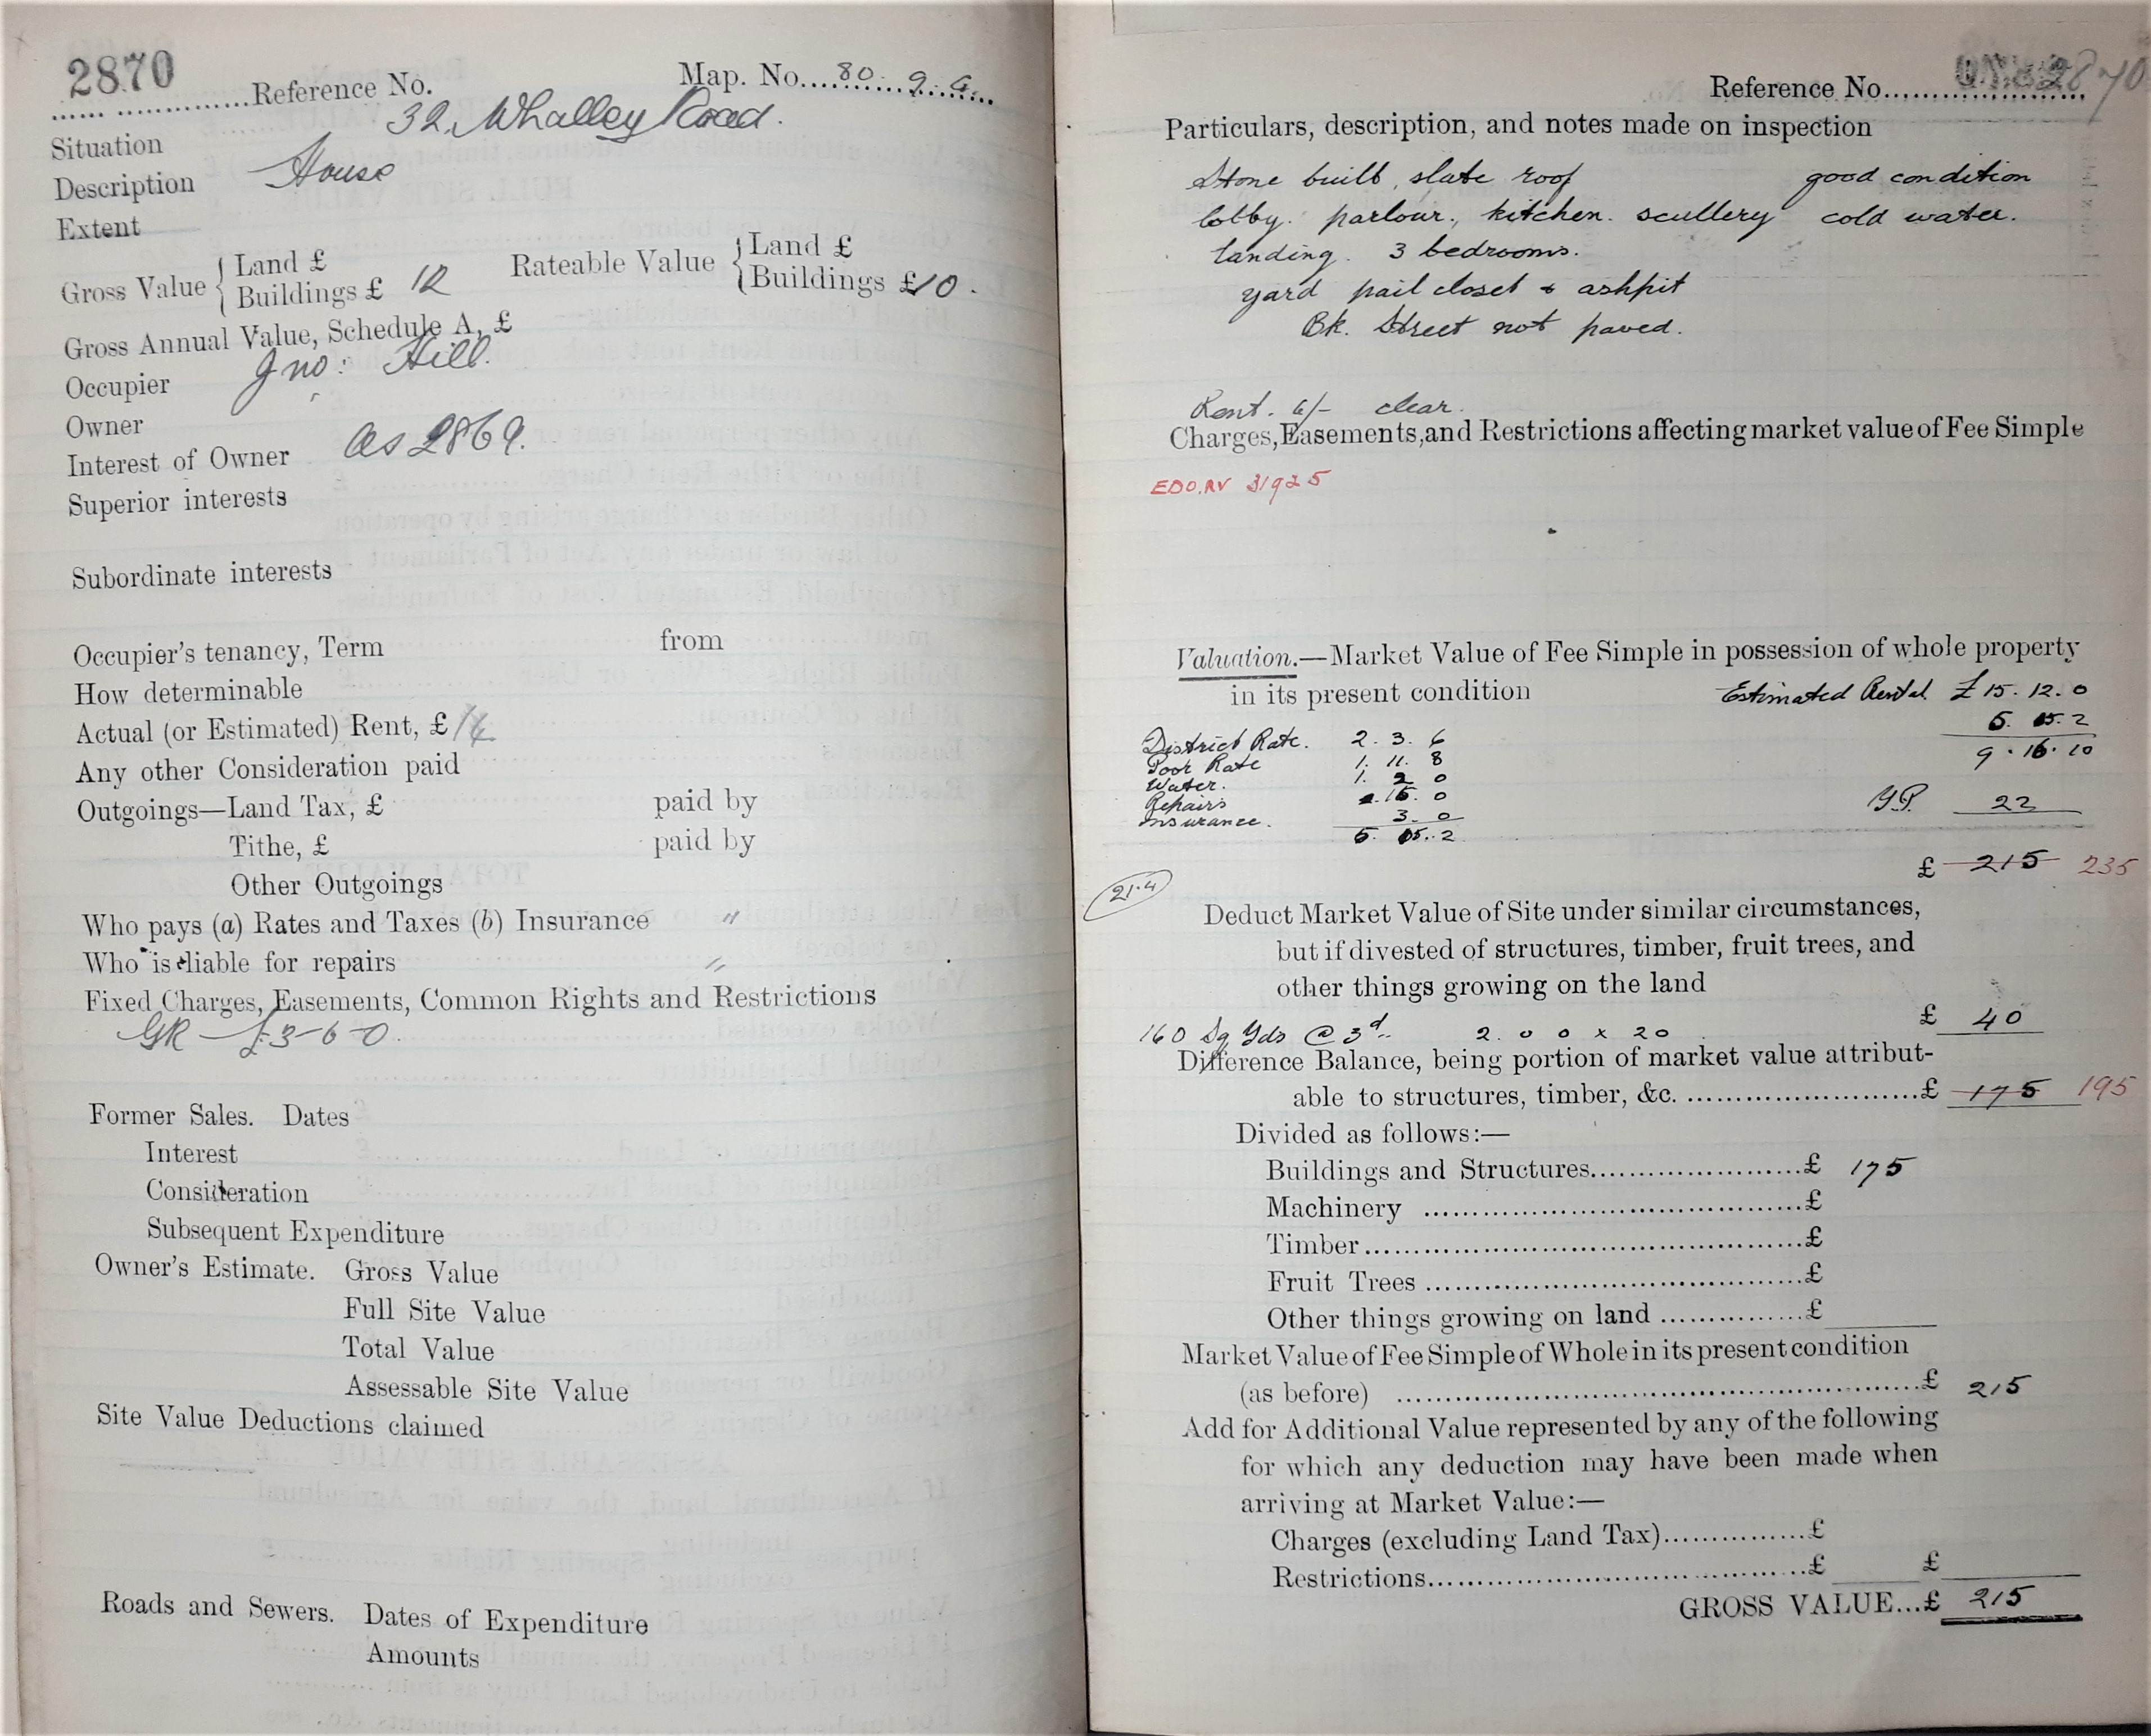 2870
Reference No. Map. No. 80. 9. G.
Situation 32, Whalley Road.
Description House
Extent
Gross Value { Land £ Rateable Value { Land £
Buildings £ 12 Buildings £ 10.
Gross Annual Value, Schedule A, £
Occupier Jno: Hill.
Owner
Interest of Owner as 2869.
Superior interests
Subordinate interests
Occupier's tenancy, Term from
How determinable
Actual (or Estimated) Rent, £
Any other Consideration paid
Outgoings—Land Tax, £ paid by
Tithe, £ paid by
Other Outgoings
Who pays (a) Rates and Taxes (b) Insurance "
Who is liable for repairs "
Fixed Charges, Easements, Common Rights and Restrictions
GR — £3-6-0.
Former Sales. Dates
Interest
Consideration
Subsequent Expenditure
Owner's Estimate. Gross Value
Full Site Value
Total Value
Assessable Site Value
Site Value Deductions claimed
Roads and Sewers. Dates of Expenditure
Amounts
Reference No. 2870
Particulars, description, and notes made on inspection
Stone built, slate roof good condition
lobby. parlour, kitchen. scullery cold water.
landing. 3 bedrooms.
yard pail closet & ashpit
Bk. Street not paved.
Rent. 6/- clear.
Charges, Easements, and Restrictions affecting market value of Fee Simple
EDO.RV 31925
Valuation.—Market Value of Fee Simple in possession of whole property
in its present condition Estimated Rental £ 15. 12. 0
5. 15. 2
District Rate. 2. 3. 6 9. 16. 10
Poor Rate 1. 11. 8
Water. 1. 2. 0
Repairs 15. 0 Y.P. 22
Insurance. 3. 0
5. 15. 2
£ 215 235
21.4
Deduct Market Value of Site under similar circumstances,
but if divested of structures, timber, fruit trees, and
other things growing on the land
160 Sq Yds @ 3d. 2. 0 0 x 20 £ 40
Difference Balance, being portion of market value attribut-
able to structures, timber, &c. £ 175 195
Divided as follows:—
Buildings and Structures £ 175
Machinery £
Timber £
Fruit Trees £
Other things growing on land £
Market Value of Fee Simple of Whole in its present condition
(as before) £ 215
Add for Additional Value represented by any of the following
for which any deduction may have been made when
arriving at Market Value:—
Charges (excluding Land Tax) £
Restrictions £ £
GROSS VALUE...£ 215